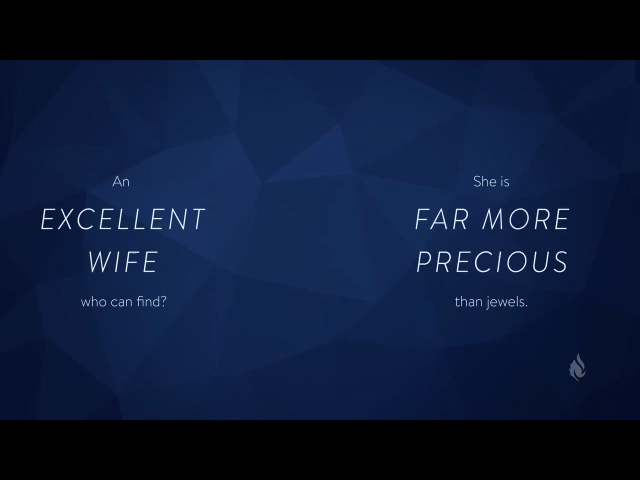 An
EXCELLENT
WIFE
who can find?
She is
FAR MORE
PRECIOUS
than jewels.